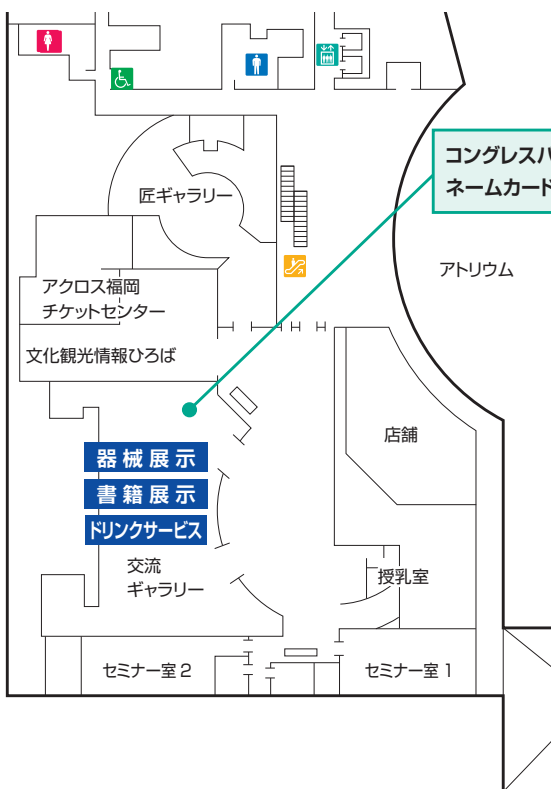 コングレスバ
ネームカード
匠ギャラリー
アトリウム
アクロス福岡
チケットセンター
文化観光情報ひろば
店舗
器械展示
書籍展示
ドリンクサービス
交流
ギャラリー
授乳室
セミナー室 2
セミナー室 1